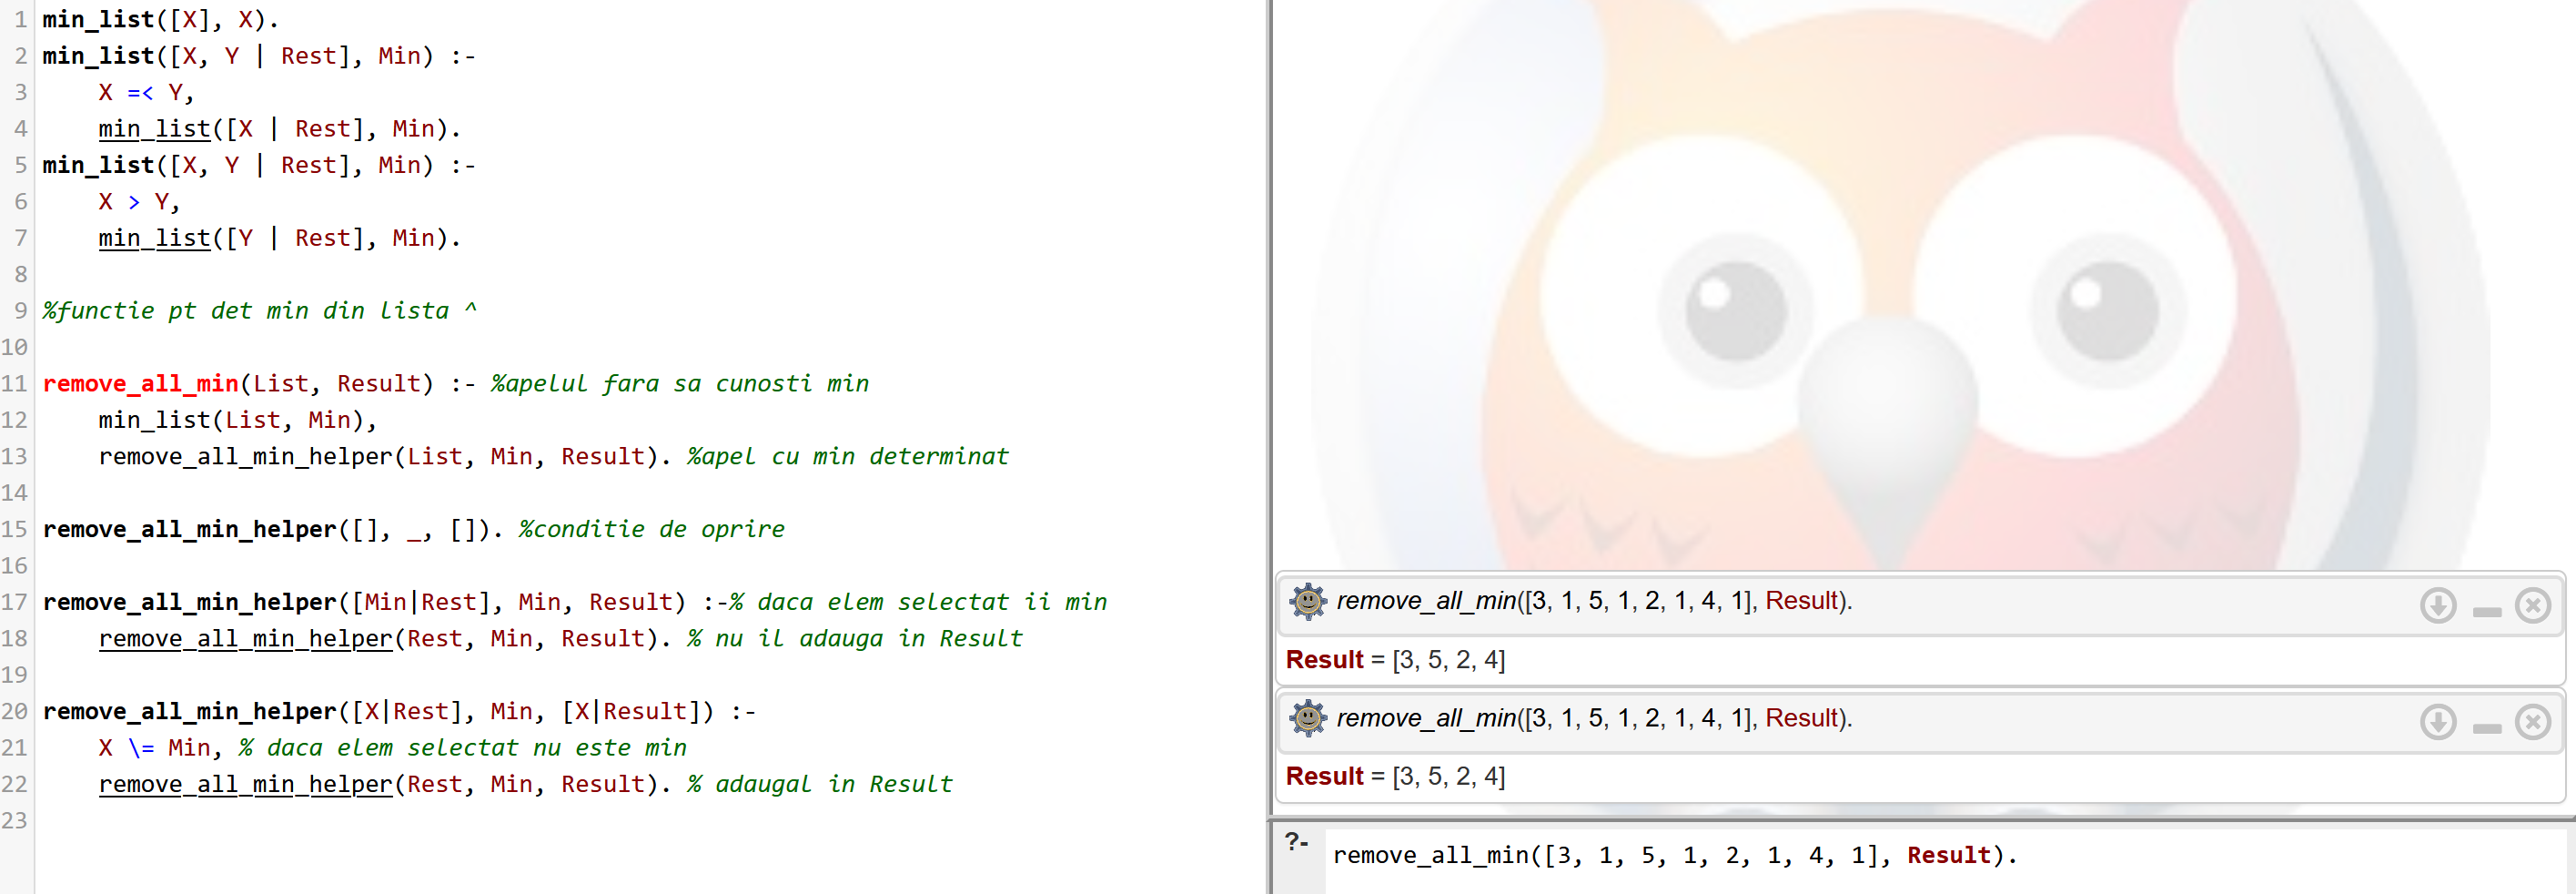 1 min_list([X], X).
2 min_list([X, Y | Rest], Min) :-
3     X =< Y,
4     min_list([X | Rest], Min).
5 min_list([X, Y | Rest], Min) :-
6     X > Y,
7     min_list([Y | Rest], Min).
8
9 %functie pt det min din lista ^
10
11 remove_all_min(List, Result) :- %apelul fara sa cunosti min
12     min_list(List, Min),
13     remove_all_min_helper(List, Min, Result). %apel cu min determinat
14
15 remove_all_min_helper([], _, []). %conditie de oprire
16
17 remove_all_min_helper([Min|Rest], Min, Result) :-% daca elem selectat ii min
18     remove_all_min_helper(Rest, Min, Result). % nu il adauga in Result
19
20 remove_all_min_helper([X|Rest], Min, [X|Result]) :-
21     X \= Min, % daca elem selectat nu este min
22     remove_all_min_helper(Rest, Min, Result). % adaugal in Result
23
remove_all_min([3, 1, 5, 1, 2, 1, 4, 1], Result).
Result = [3, 5, 2, 4]
remove_all_min([3, 1, 5, 1, 2, 1, 4, 1], Result).
Result = [3, 5, 2, 4]
?- remove_all_min([3, 1, 5, 1, 2, 1, 4, 1], Result).